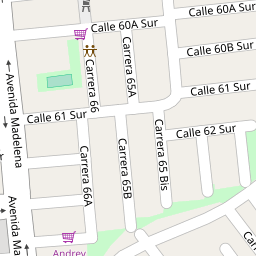 Calle 60A Sur
Calle 60A Sur
Calle 60B Sur
Carrera 66
Carrera 65A
Avenida Madelena
Calle 61 Sur
Calle 61 Sur
Calle 62 Sur
Carrera 65B
Carrera 65 Bis
Carrera 66A
Avenida Madelena
Andrey